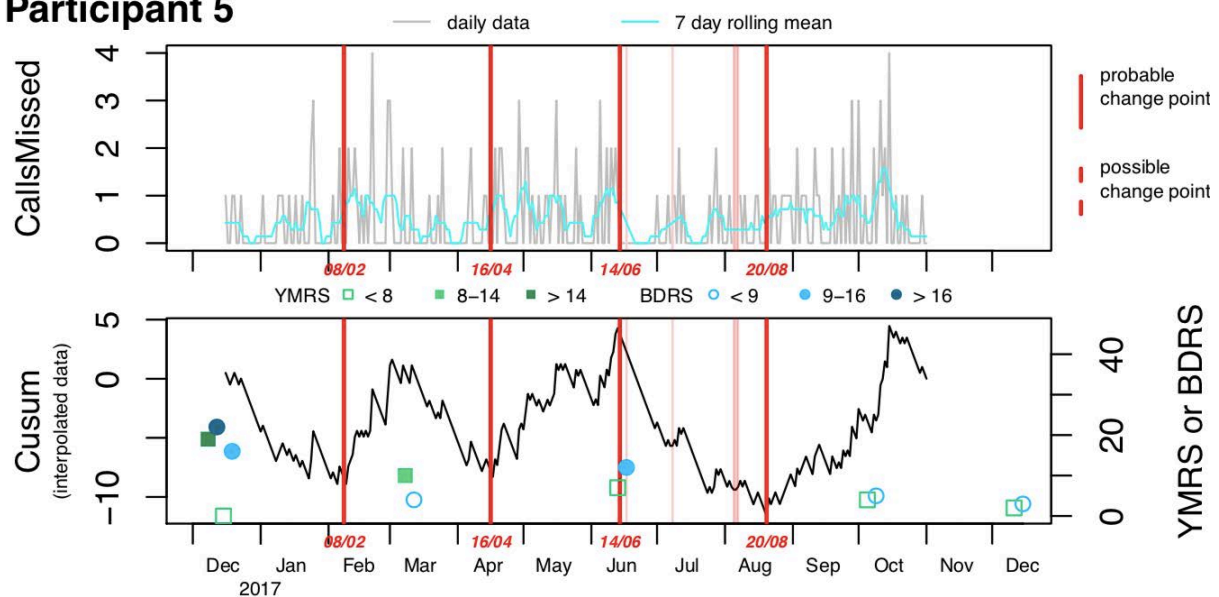 Participant 5
daily data
7 day rolling mean
CallsMissed
4
3
2
1
0
probable
change point
possible
change point
08/02
16/04
14/06
20/08
YMRS < 8 8–14 > 14 BDRS < 9 9–16 > 16
Cusum
(interpolated data)
5
0
−10
40
20
0
YMRS or BDRS
08/02
16/04
14/06
20/08
Dec Jan Feb Mar Apr May Jun Jul Aug Sep Oct Nov Dec
2017